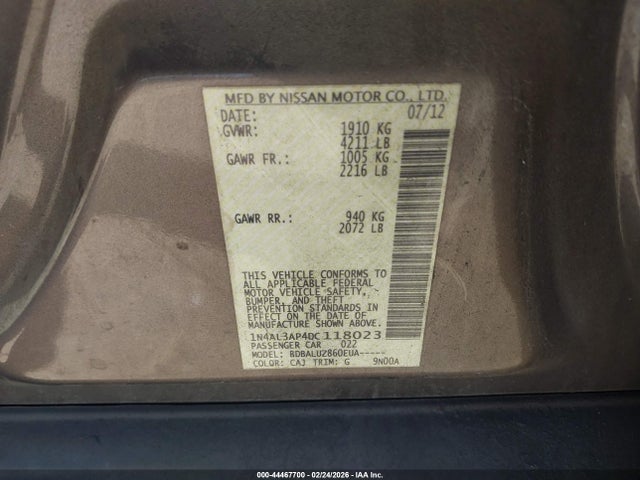 MFD BY NISSAN MOTOR CO., LTD.
DATE: 07/12
GVWR: 1910 KG
4211 LB
GAWR FR.: 1005 KG
2216 LB
GAWR RR.: 940 KG
2072 LB
THIS VEHICLE CONFORMS TO
ALL APPLICABLE FEDERAL
MOTOR VEHICLE SAFETY,
BUMPER, AND THEFT
PREVENTION STANDARDS IN
EFFECT ON THE DATE OF
MANUFACTURE SHOWN ABOVE.
1N4AL3AP4DC118023
PASSENGER CAR 022
MODEL: BDBALUZ860EUA-----
COLOR: CAJ TRIM: G 9N00A
000-44467700 - 02/24/2026 - IAA Inc.